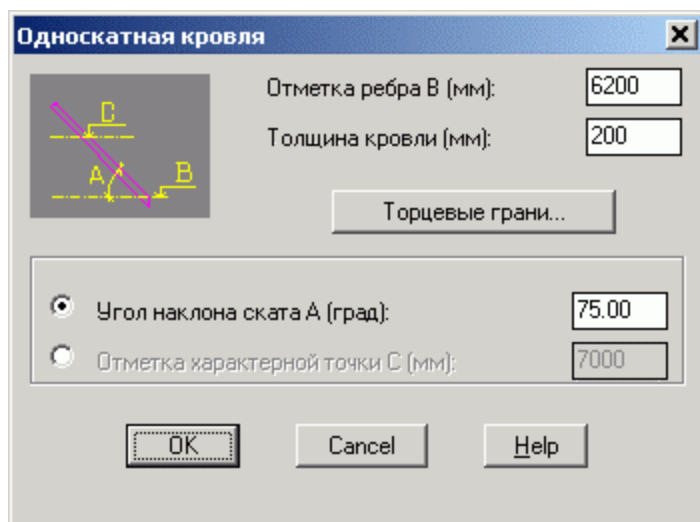 Односкатная кровля
Отметка ребра B (мм): 6200
Толщина кровли (мм): 200
C
A
B
Торцевые грани...
Угол наклона ската A (град): 75.00
Отметка характерной точки C (мм): 7000
OK Cancel Help